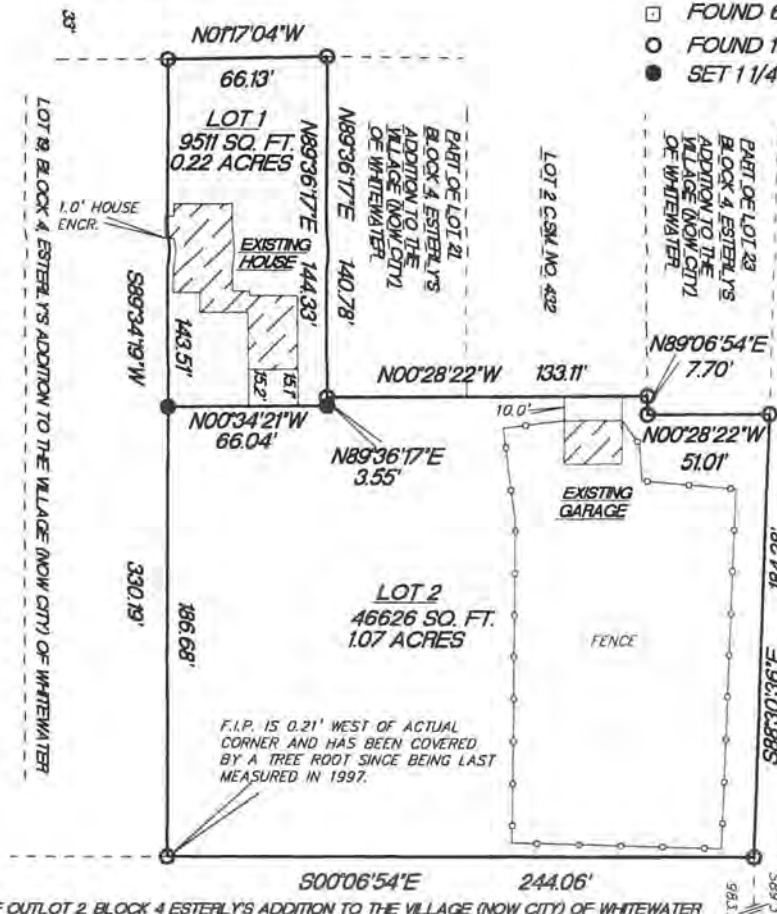 33'
N01°17'04"W
66.13'
FOUND
FOUND 1
SET 1 1/4
LOT 1
9511 SQ. FT.
0.22 ACRES
N89°36'17"E 144.33'
N89°36'17"E 140.78'
PART OF LOT 21
BLOCK 4, ESTERLY'S
ADDITION TO THE
VILLAGE (NOW CITY)
OF WHITEWATER
LOT 2 C.S.M. NO. 432
PART OF LOT 23
BLOCK 4, ESTERLY'S
ADDITION TO THE
VILLAGE (NOW CITY)
OF WHITEWATER
LOT 19, BLOCK 4, ESTERLY'S ADDITION TO THE VILLAGE (NOW CITY) OF WHITEWATER
1.0' HOUSE
ENCR.
EXISTING
HOUSE
S89°34'19"W
143.51'
15.2'
15.1'
N00°34'21"W
66.04'
N89°36'17"E
3.55'
N00°28'22"W 133.11'
N89°06'54"E
7.70'
10.0'
N00°28'22"W
51.01'
EXISTING
GARAGE
LOT 2
46626 SQ. FT.
1.07 ACRES
FENCE
330.19'
186.68'
F.I.P. IS 0.21' WEST OF ACTUAL
CORNER AND HAS BEEN COVERED
BY A TREE ROOT SINCE BEING LAST
MEASURED IN 1997.
S00°06'54"E 244.06'
OUTLOT 2 BLOCK 4 ESTERLY'S ADDITION TO THE VILLAGE (NOW CITY) OF WHITEWATER